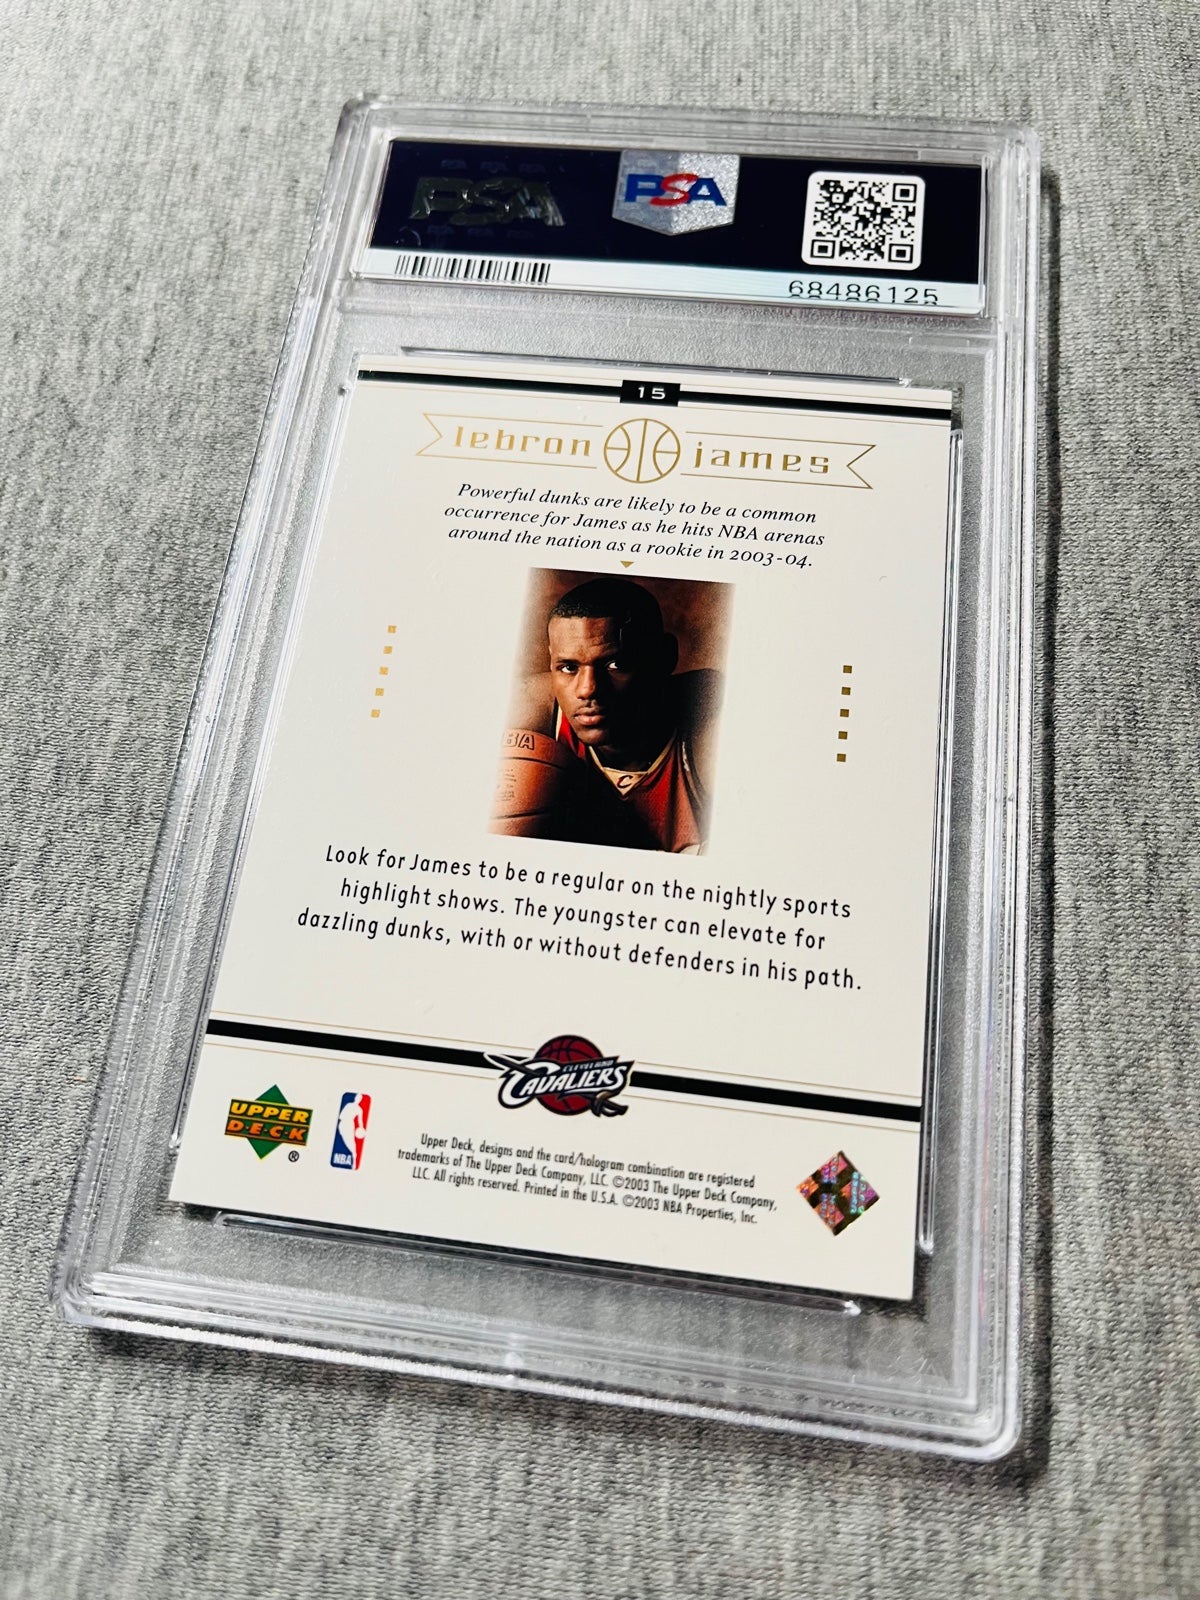 PSA
PSA
68486125
15
lebron james
Powerful dunks are likely to be a common
occurrence for James as he hits NBA arenas
around the nation as a rookie in 2003-04.
BA
C
Look for James to be a regular on the nightly sports
highlight shows. The youngster can elevate for
dazzling dunks, with or without defenders in his path.
CLEVELAND
CAVALIERS
UPPER
D·E·C·K
®
NBA
Upper Deck, designs and the card/hologram combination are registered
trademarks of The Upper Deck Company, LLC. ©2003 The Upper Deck Company,
LLC. All rights reserved. Printed in the U.S.A. ©2003 NBA Properties, Inc.